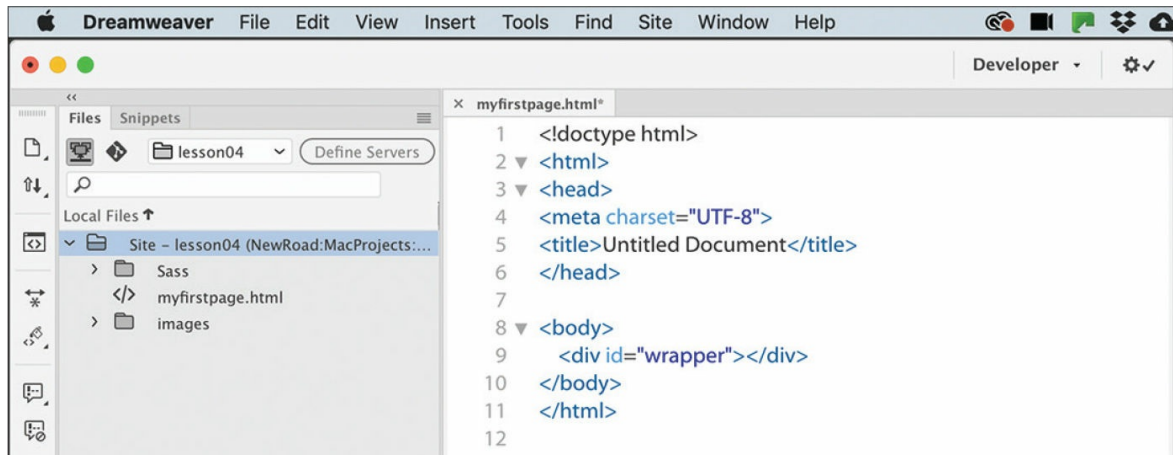 Dreamweaver File Edit View Insert Tools Find Site Window Help
Developer
Files Snippets
lesson04 Define Servers
Local Files
Site – lesson04 (NewRoad:MacProjects:...
Sass
myfirstpage.html
images
myfirstpage.html*
1 <!doctype html>
2 <html>
3 <head>
4 <meta charset="UTF-8">
5 <title>Untitled Document</title>
6 </head>
7
8 <body>
9 <div id="wrapper"></div>
10 </body>
11 </html>
12